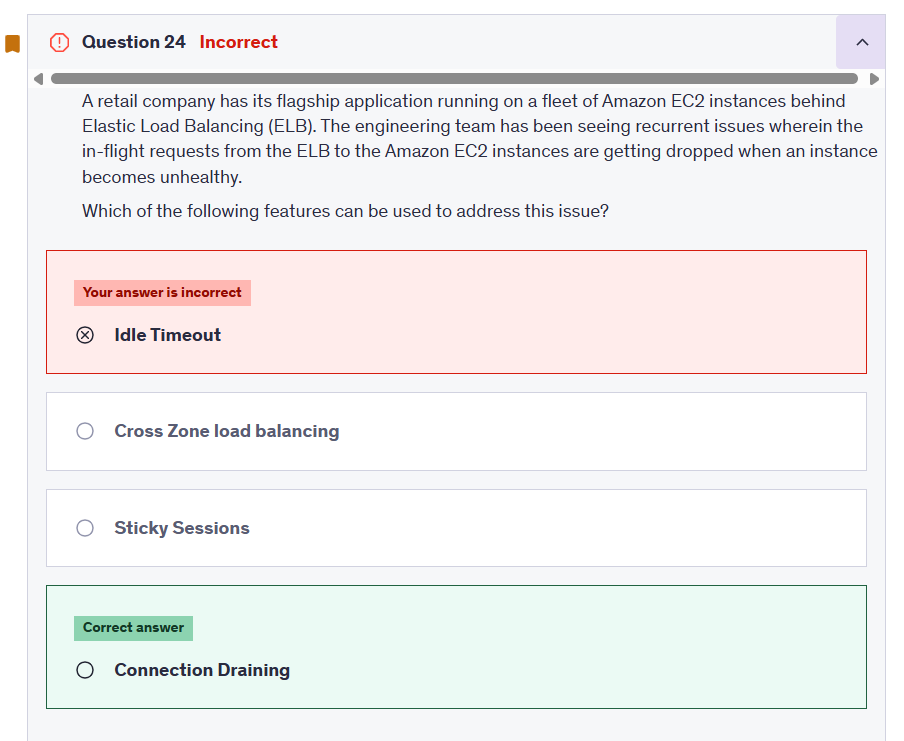 Question 24 Incorrect
A retail company has its flagship application running on a fleet of Amazon EC2 instances behind
Elastic Load Balancing (ELB). The engineering team has been seeing recurrent issues wherein the
in-flight requests from the ELB to the Amazon EC2 instances are getting dropped when an instance
becomes unhealthy.
Which of the following features can be used to address this issue?
Your answer is incorrect
Idle Timeout
Cross Zone load balancing
Sticky Sessions
Correct answer
Connection Draining